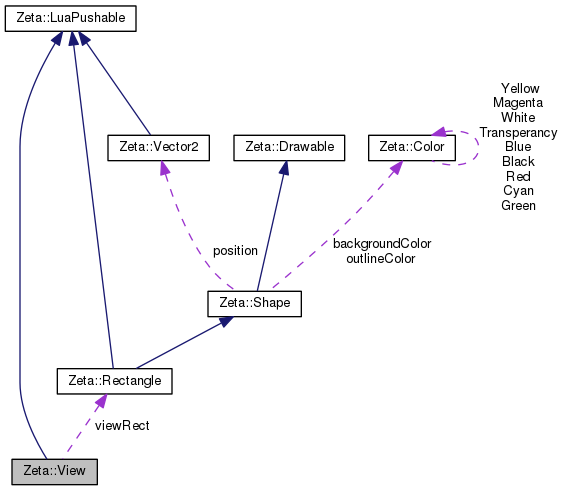 Zeta::LuaPushable
Yellow
Magenta
White
Transperancy
Blue
Black
Red
Cyan
Green
Zeta::Vector2
Zeta::Drawable
Zeta::Color
position
backgroundColor
outlineColor
Zeta::Shape
Zeta::Rectangle
viewRect
Zeta::View